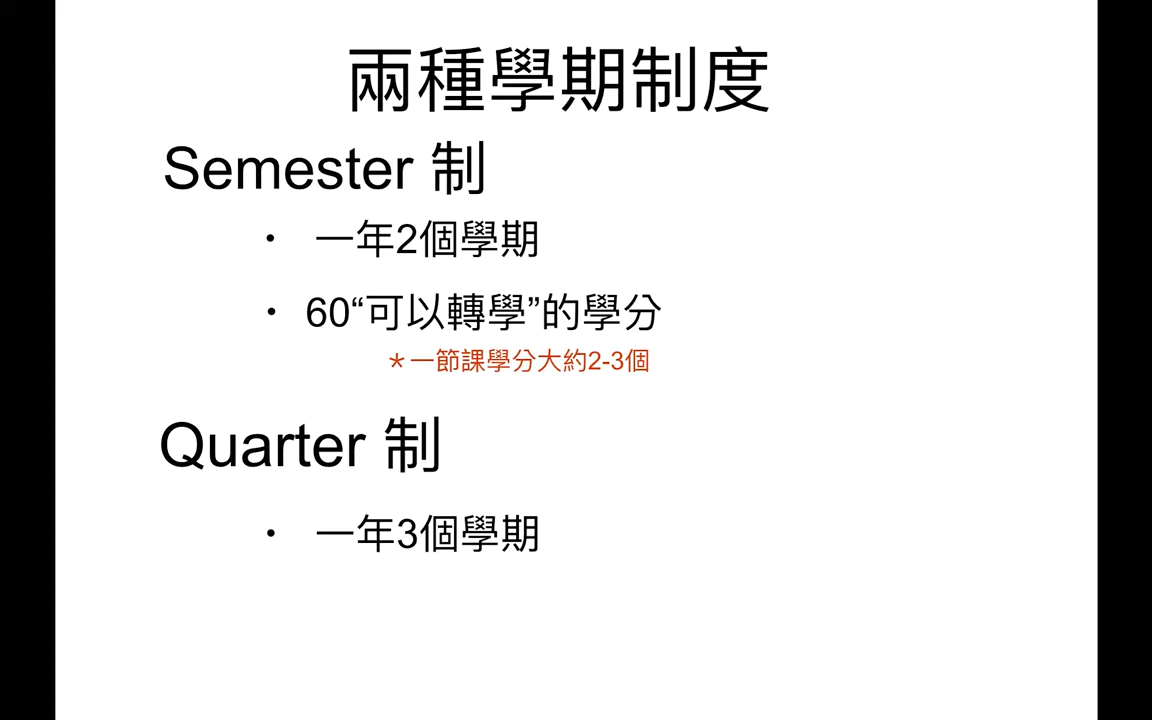 兩種學期制度
Semester 制
• 一年2個學期
• 60“可以轉學”的學分
＊一節課學分大約2-3個
Quarter 制
• 一年3個學期